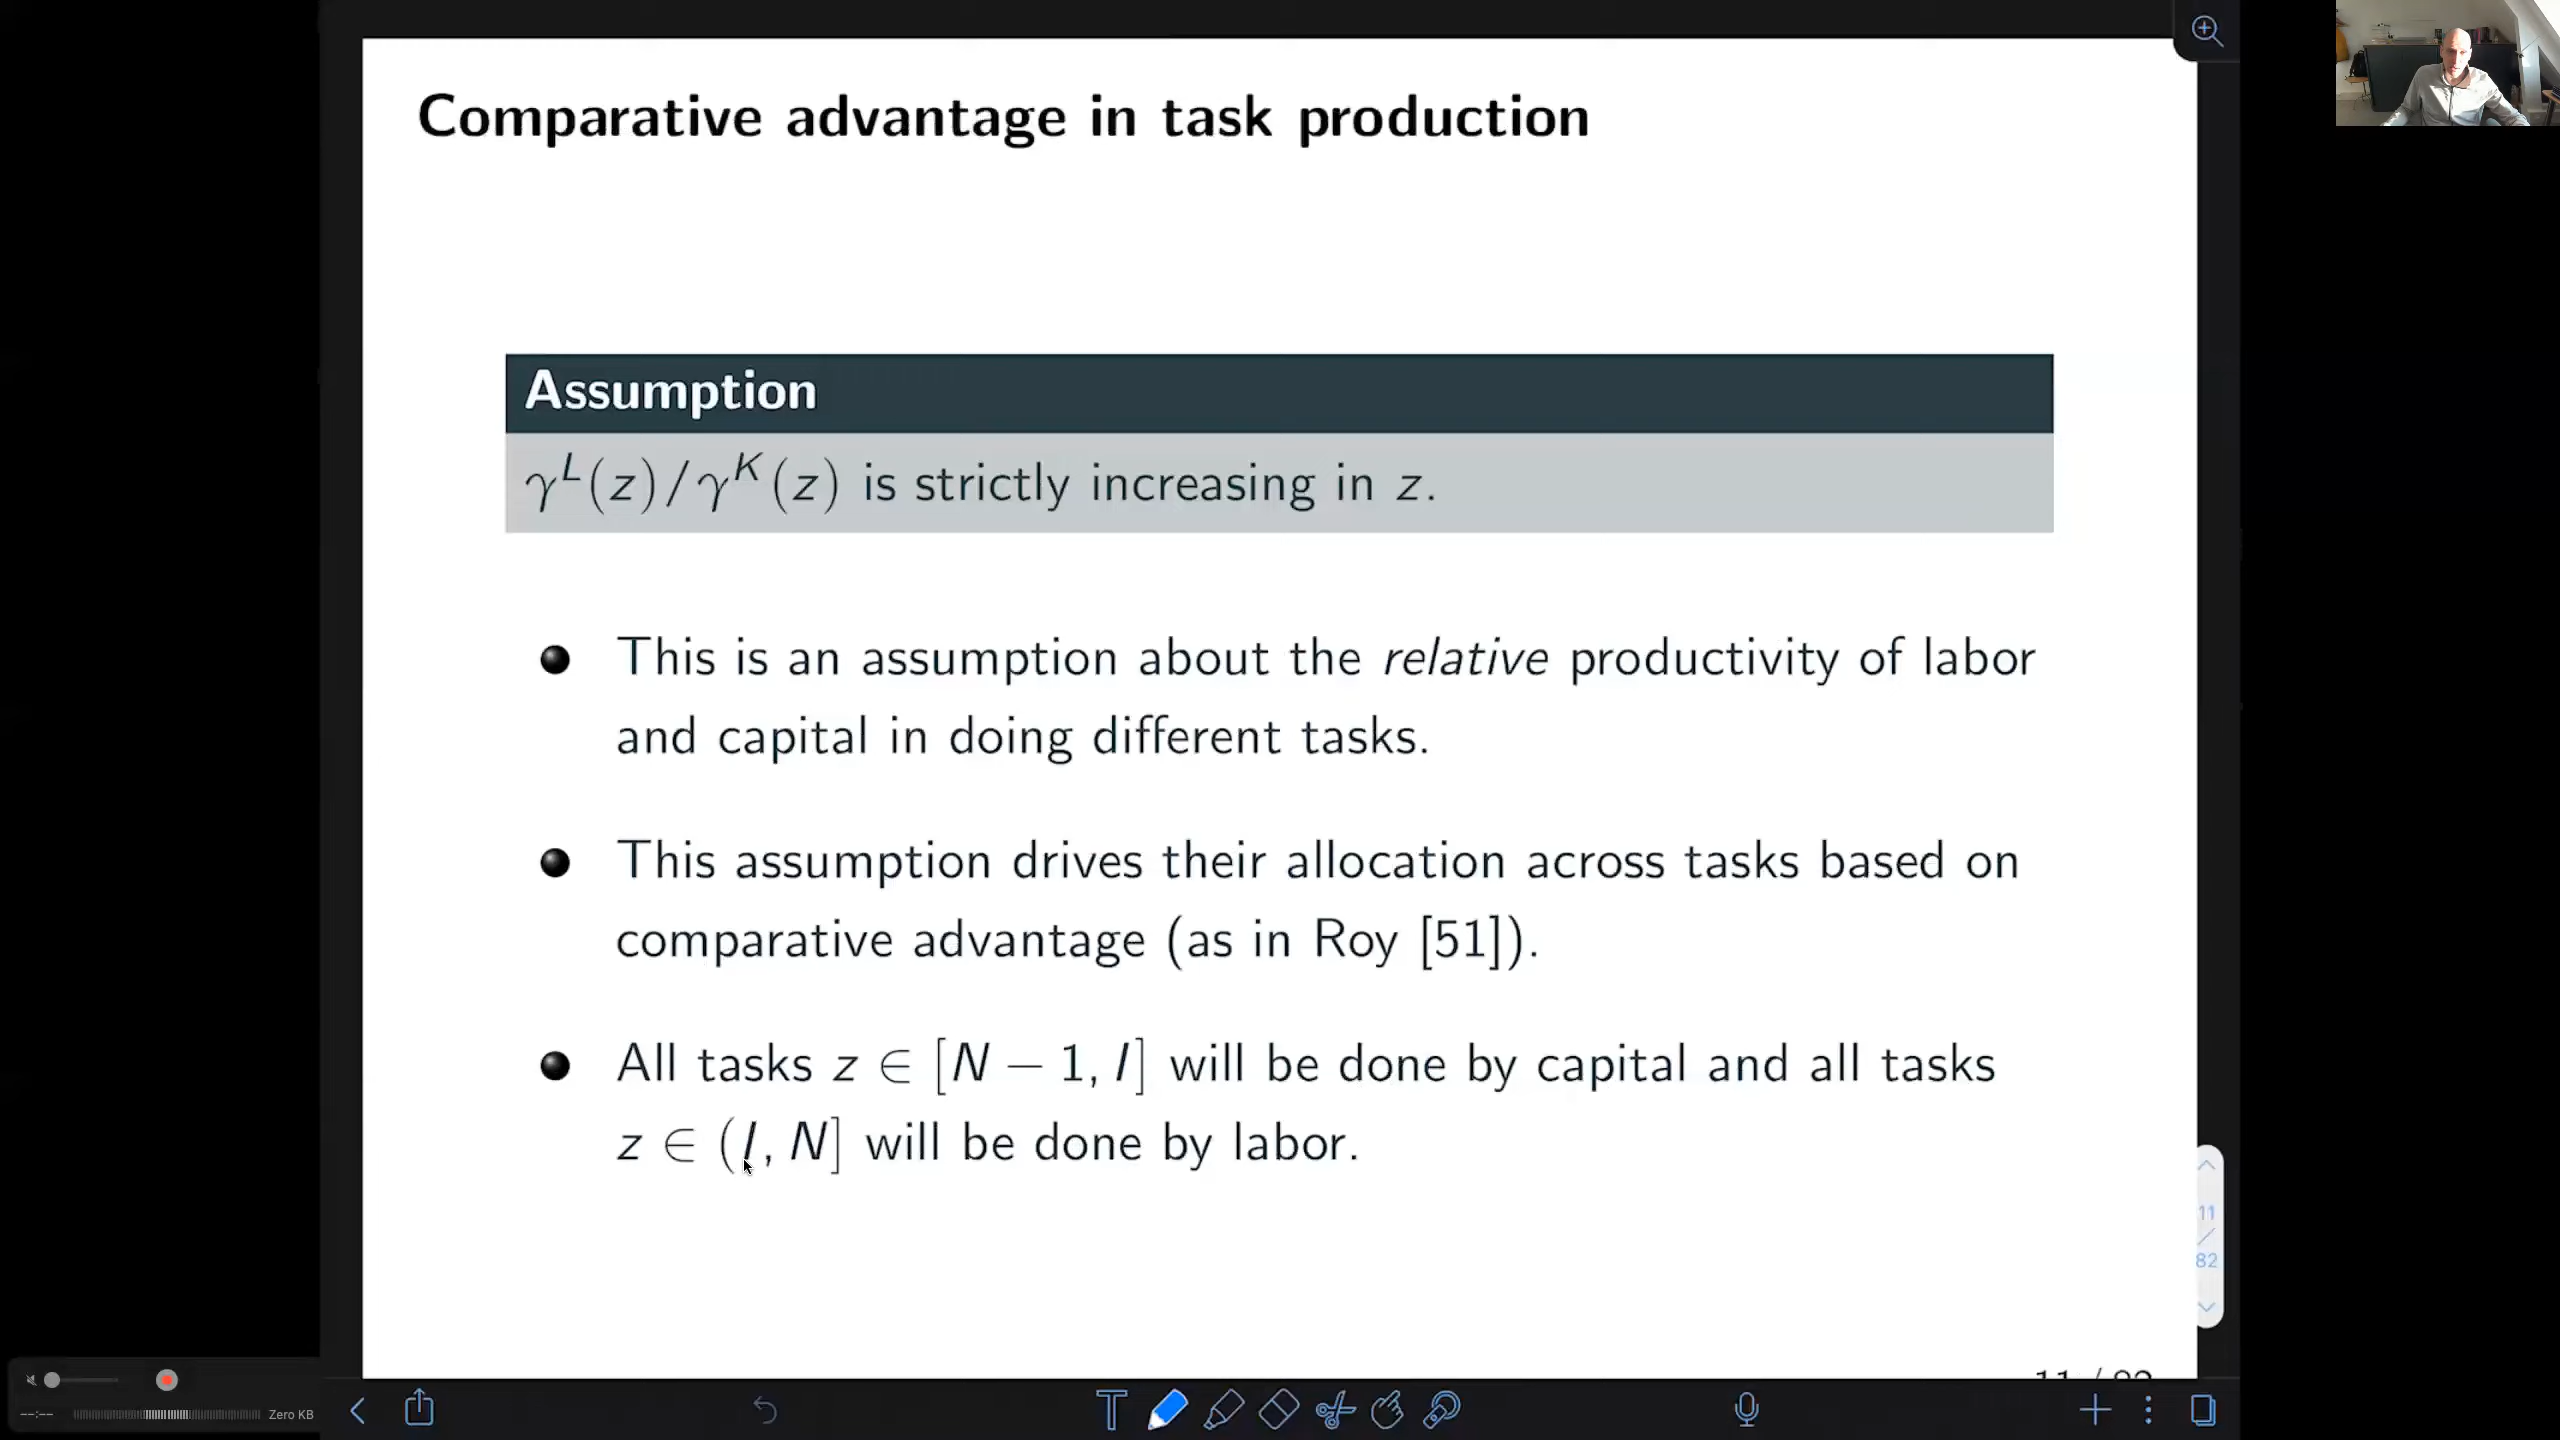 Comparative advantage in task production
Assumption
γ^L(z)/γ^K(z) is strictly increasing in z.
This is an assumption about the relative productivity of labor
and capital in doing different tasks.
This assumption drives their allocation across tasks based on
comparative advantage (as in Roy [51]).
All tasks z ∈ [N − 1, I] will be done by capital and all tasks
z ∈ (I, N] will be done by labor.
11
/
82
11 / 82
--:--
Zero KB